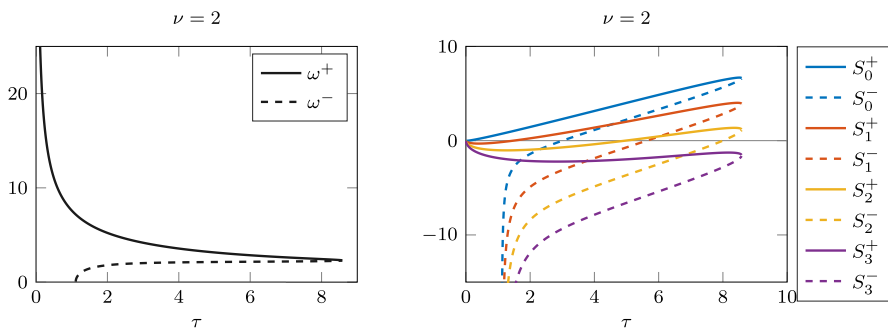 ν = 2
20
10
0
0 2 4 6 8
τ
ω⁺
ω⁻
ν = 2
10
0
−10
0 2 4 6 8 10
τ
S₀⁺
S₀⁻
S₁⁺
S₁⁻
S₂⁺
S₂⁻
S₃⁺
S₃⁻